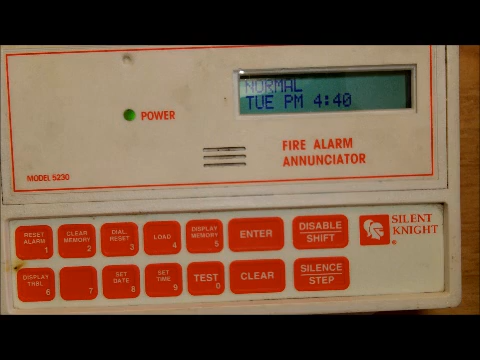 NORMAL
TUE PM 4:40
POWER
FIRE ALARM
ANNUNCIATOR
MODEL 5230
RESET
ALARM
1
CLEAR
MEMORY
2
DIAL
RESET
3
LOAD
4
DISPLAY
MEMORY
5
ENTER
DISABLE
SHIFT
SILENT
KNIGHT
®
DISPLAY
TRBL
6
7
SET
DATE
8
SET
TIME
9
TEST
0
CLEAR
SILENCE
STEP